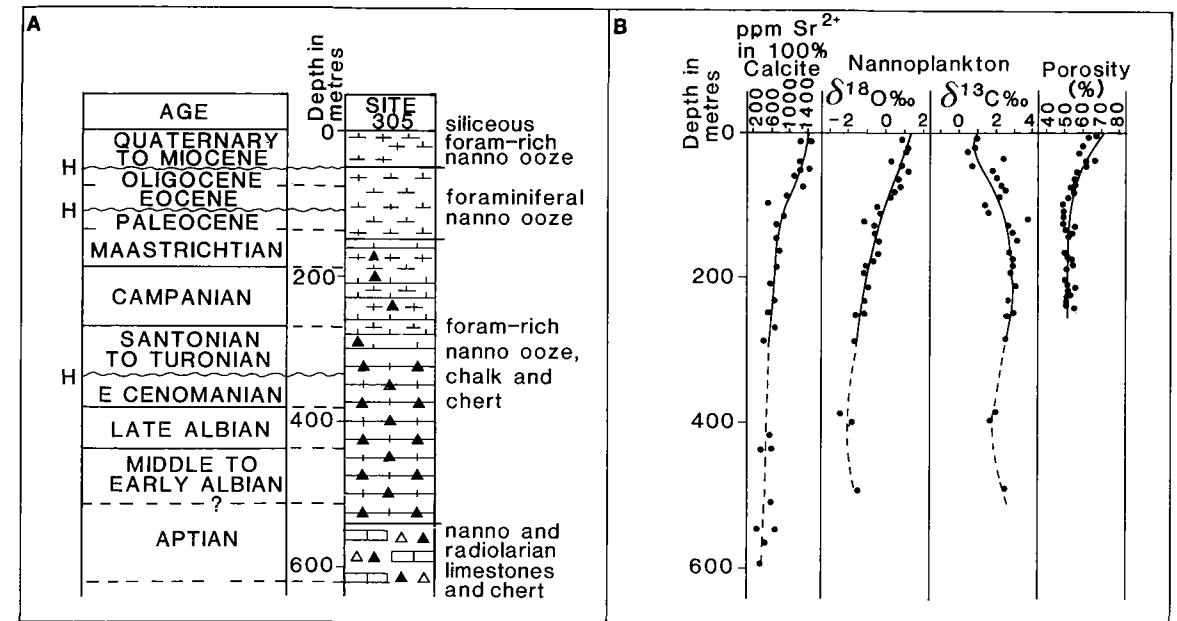 A
AGE
QUATERNARY
TO MIOCENE
H
OLIGOCENE
EOCENE
H
PALEOCENE
MAASTRICHTIAN
CAMPANIAN
SANTONIAN
TO TURONIAN
H
E CENOMANIAN
LATE ALBIAN
MIDDLE TO
EARLY ALBIAN
?
APTIAN
Depth in
metres
0
200
400
600
SITE
305
siliceous
foram-rich
nanno ooze
foraminiferal
nanno ooze
foram-rich
nanno ooze,
chalk and
chert
nanno and
radiolarian
limestones
and chert
B
Depth in
metres
0
200
400
600
ppm Sr2+
in 100%
Calcite
200
600
1000
1400
Nannoplankton
δ18O‰
-2 0 2
δ13C‰
0 2 4
Porosity
(%)
40
50
60
70
80